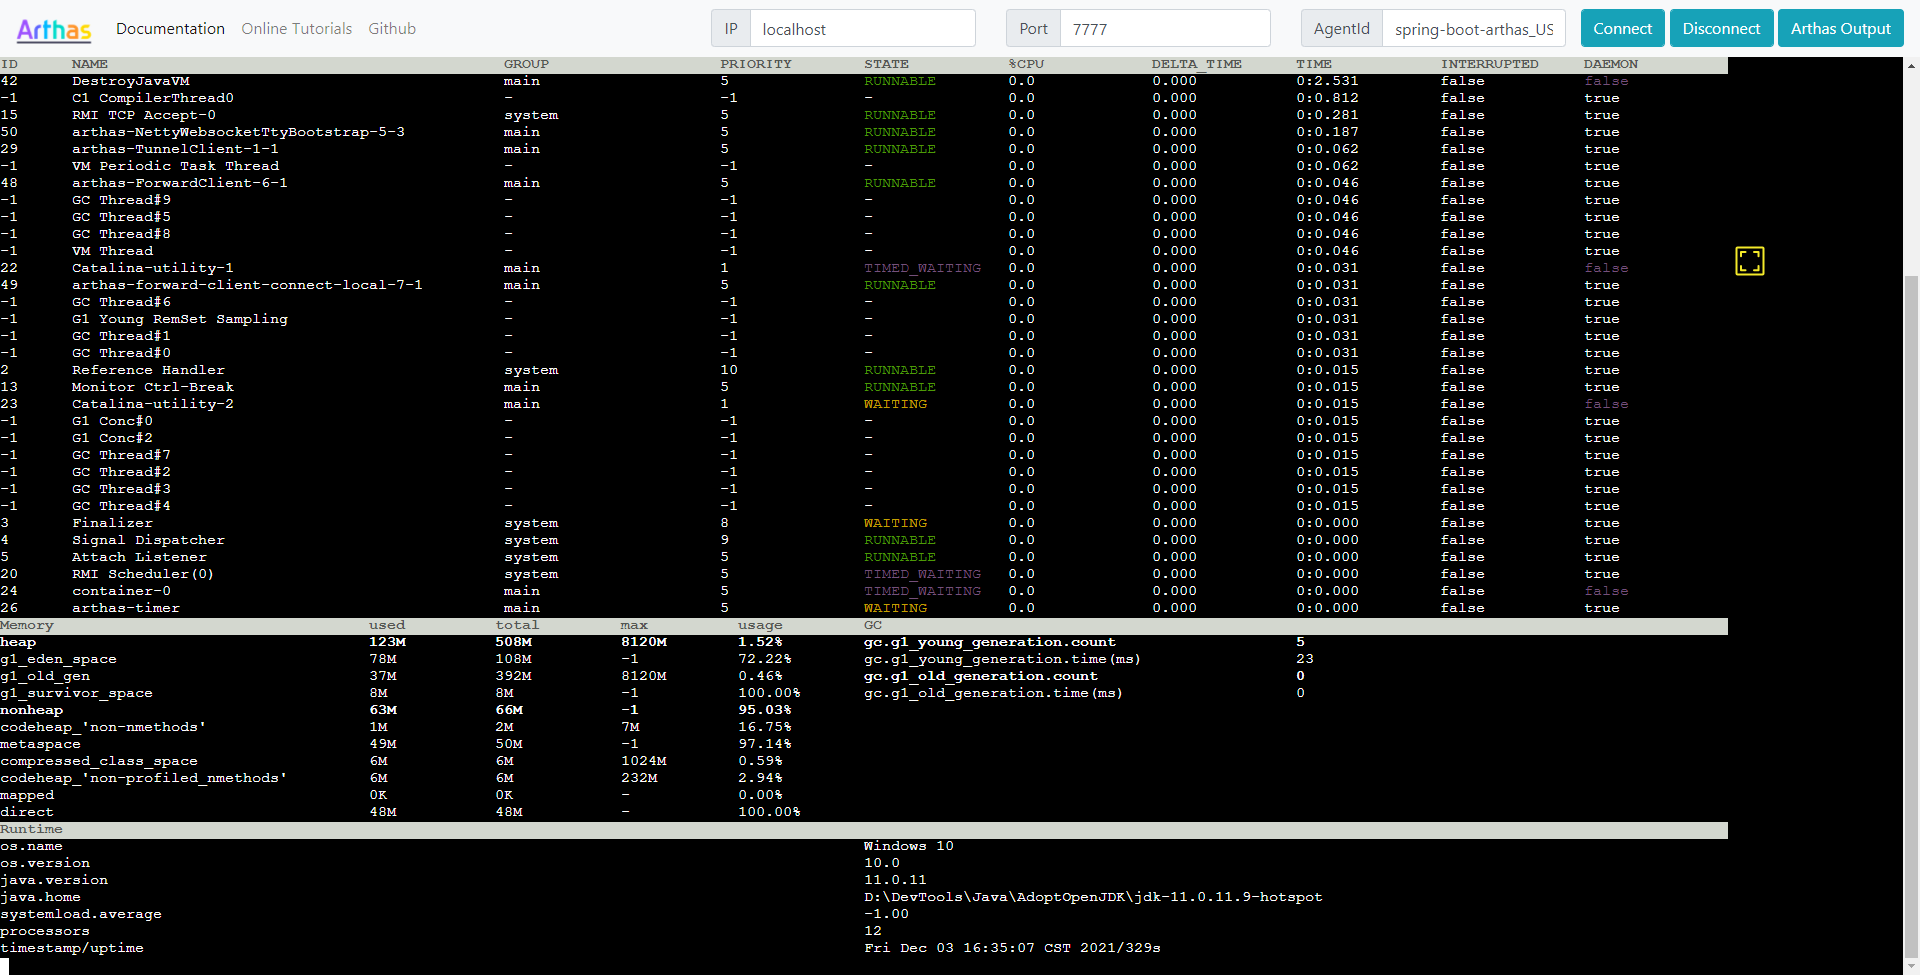 Arthas Documentation Online Tutorials Github IP localhost Port 7777 AgentId spring-boot-arthas_US Connect Disconnect Arthas Output
ID NAME GROUP PRIORITY STATE %CPU DELTA_TIME TIME INTERRUPTED DAEMON
42 DestroyJavaVM main 5 RUNNABLE 0.0 0.000 0:2.531 false false
-1 C1 CompilerThread0 - -1 - 0.0 0.000 0:0.812 false true
15 RMI TCP Accept-0 system 5 RUNNABLE 0.0 0.000 0:0.281 false true
50 arthas-NettyWebsocketTtyBootstrap-5-3 main 5 RUNNABLE 0.0 0.000 0:0.187 false true
29 arthas-TunnelClient-1-1 main 5 RUNNABLE 0.0 0.000 0:0.062 false true
-1 VM Periodic Task Thread - -1 - 0.0 0.000 0:0.062 false true
48 arthas-ForwardClient-6-1 main 5 RUNNABLE 0.0 0.000 0:0.046 false true
-1 GC Thread#9 - -1 - 0.0 0.000 0:0.046 false true
-1 GC Thread#5 - -1 - 0.0 0.000 0:0.046 false true
-1 GC Thread#8 - -1 - 0.0 0.000 0:0.046 false true
-1 VM Thread - -1 - 0.0 0.000 0:0.046 false true
22 Catalina-utility-1 main 1 TIMED_WAITING 0.0 0.000 0:0.031 false false
49 arthas-forward-client-connect-local-7-1 main 5 RUNNABLE 0.0 0.000 0:0.031 false true
-1 GC Thread#6 - -1 - 0.0 0.000 0:0.031 false true
-1 G1 Young RemSet Sampling - -1 - 0.0 0.000 0:0.031 false true
-1 GC Thread#1 - -1 - 0.0 0.000 0:0.031 false true
-1 GC Thread#0 - -1 - 0.0 0.000 0:0.031 false true
2 Reference Handler system 10 RUNNABLE 0.0 0.000 0:0.015 false true
13 Monitor Ctrl-Break main 5 RUNNABLE 0.0 0.000 0:0.015 false true
23 Catalina-utility-2 main 1 WAITING 0.0 0.000 0:0.015 false false
-1 G1 Conc#0 - -1 - 0.0 0.000 0:0.015 false true
-1 G1 Conc#2 - -1 - 0.0 0.000 0:0.015 false true
-1 GC Thread#7 - -1 - 0.0 0.000 0:0.015 false true
-1 GC Thread#2 - -1 - 0.0 0.000 0:0.015 false true
-1 GC Thread#3 - -1 - 0.0 0.000 0:0.015 false true
-1 GC Thread#4 - -1 - 0.0 0.000 0:0.015 false true
3 Finalizer system 8 WAITING 0.0 0.000 0:0.000 false true
4 Signal Dispatcher system 9 RUNNABLE 0.0 0.000 0:0.000 false true
5 Attach Listener system 5 RUNNABLE 0.0 0.000 0:0.000 false true
20 RMI Scheduler(0) system 5 TIMED_WAITING 0.0 0.000 0:0.000 false true
24 container-0 main 5 TIMED_WAITING 0.0 0.000 0:0.000 false false
26 arthas-timer main 5 WAITING 0.0 0.000 0:0.000 false true
Memory used total max usage GC
heap 123M 508M 8120M 1.52% gc.g1_young_generation.count 5
g1_eden_space 78M 108M -1 72.22% gc.g1_young_generation.time(ms) 23
g1_old_gen 37M 392M 8120M 0.46% gc.g1_old_generation.count 0
g1_survivor_space 8M 8M -1 100.00% gc.g1_old_generation.time(ms) 0
nonheap 63M 66M -1 95.03%
codeheap_'non-nmethods' 1M 2M 7M 16.75%
metaspace 49M 50M -1 97.14%
compressed_class_space 6M 6M 1024M 0.59%
codeheap_'non-profiled_nmethods' 6M 6M 232M 2.94%
mapped 0K 0K - 0.00%
direct 48M 48M - 100.00%
Runtime
os.name Windows 10
os.version 10.0
java.version 11.0.11
java.home D:\DevTools\Java\AdoptOpenJDK\jdk-11.0.11.9-hotspot
systemload.average -1.00
processors 12
timestamp/uptime Fri Dec 03 16:35:07 CST 2021/329s